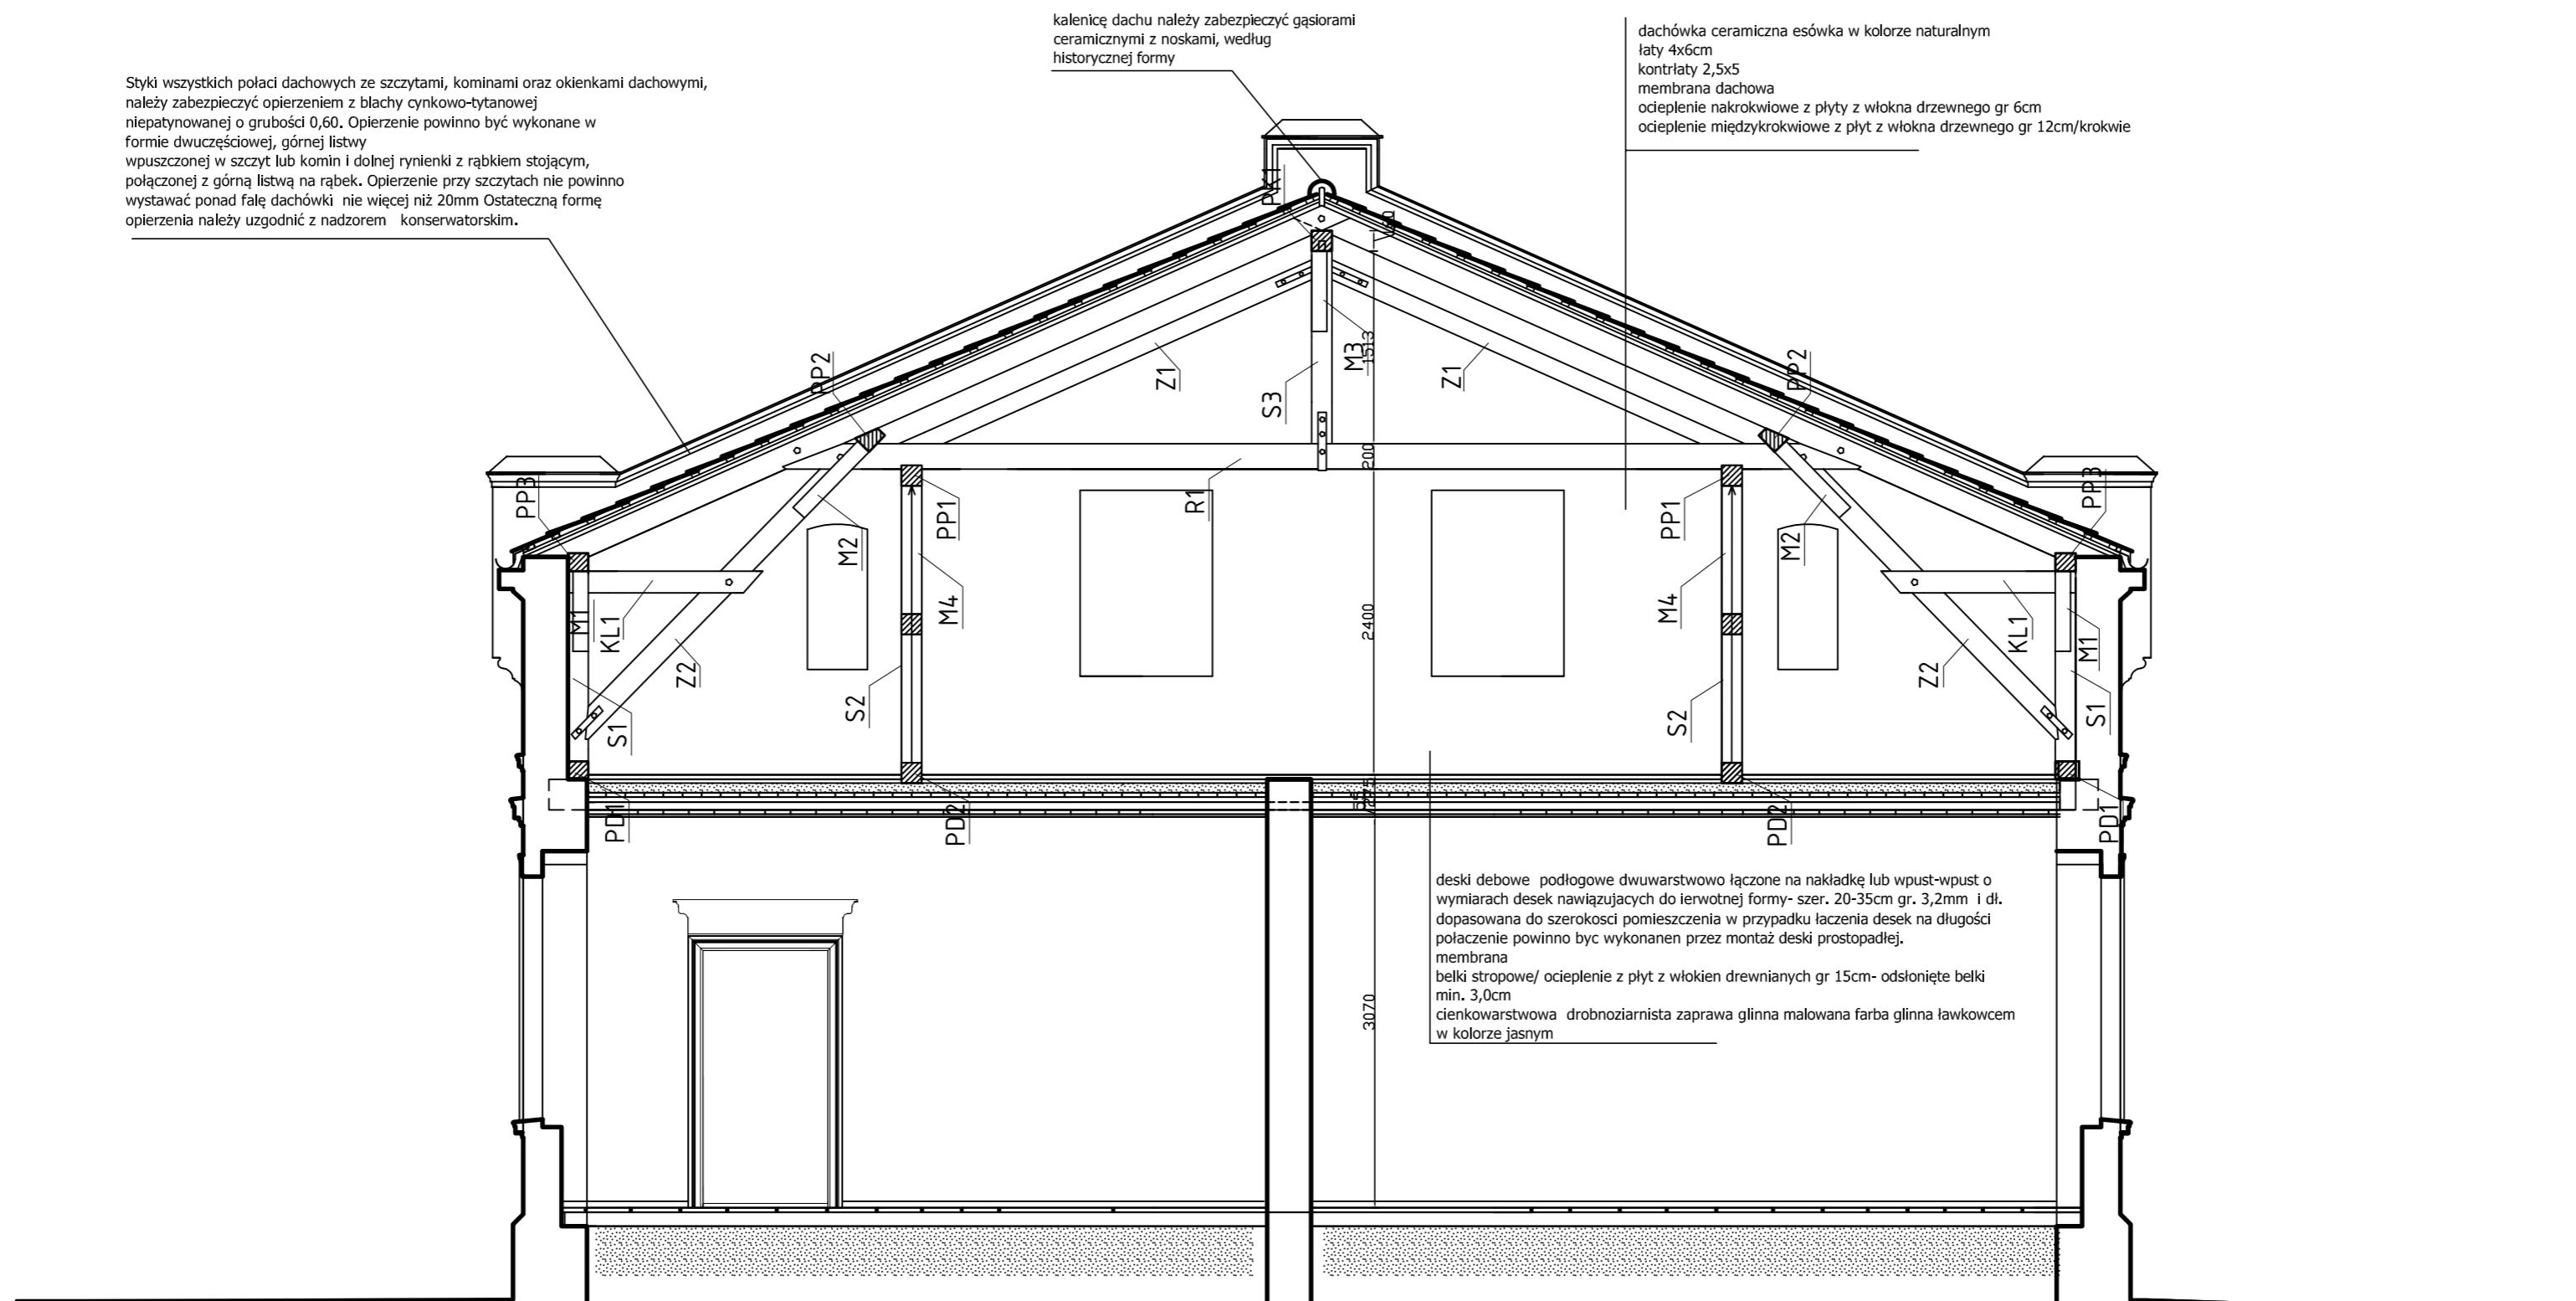 kalenicę dachu należy zabezpieczyć gąsiorami
ceramicznymi z noskami, według
historycznej formy
dachówka ceramiczna esówka w kolorze naturalnym
łaty 4x6cm
kontrłaty 2,5x5
membrana dachowa
ocieplenie nakrokwiowe z płyty z włokna drzewnego gr 6cm
ocieplenie międzykrokwiowe z płyt z włokna drzewnego gr 12cm/krokwie
Styki wszystkich połaci dachowych ze szczytami, kominami oraz okienkami dachowymi,
należy zabezpieczyć opierzeniem z blachy cynkowo-tytanowej
niepatynowanej o grubości 0,60. Opierzenie powinno być wykonane w
formie dwuczęściowej, górnej listwy
wpuszczonej w szczyt lub komin i dolnej rynienki z rąbkiem stojącym,
połączonej z górną listwą na rąbek. Opierzenie przy szczytach nie powinno
wystawać ponad falę dachówki nie więcej niż 20mm Ostateczną formę
opierzenia należy uzgodnić z nadzorem konserwatorskim.
PP2
Z1
S3
M3
1513
Z1
PP2
200
PP3
R1
PP1
PP1
PP3
M2
M2
M1
KL1
M4
2400
M4
KL1
M1
Z2
S2
S2
Z2
S1
S1
PD1
PD2
PD2
PD1
deski debowe podłogowe dwuwarstwowo łączone na nakładkę lub wpust-wpust o
wymiarach desek nawiązujacych do ierwotnej formy- szer. 20-35cm gr. 3,2mm i dł.
dopasowana do szerokosci pomieszczenia w przypadku łaczenia desek na długości
połaczenie powinno byc wykonanen przez montaż deski prostopadłej.
membrana
belki stropowe/ ocieplenie z płyt z włokien drewnianych gr 15cm- odsłonięte belki
min. 3,0cm
cienkowarstwowa drobnoziarnista zaprawa glinna malowana farba glinna ławkowcem
w kolorze jasnym
3070